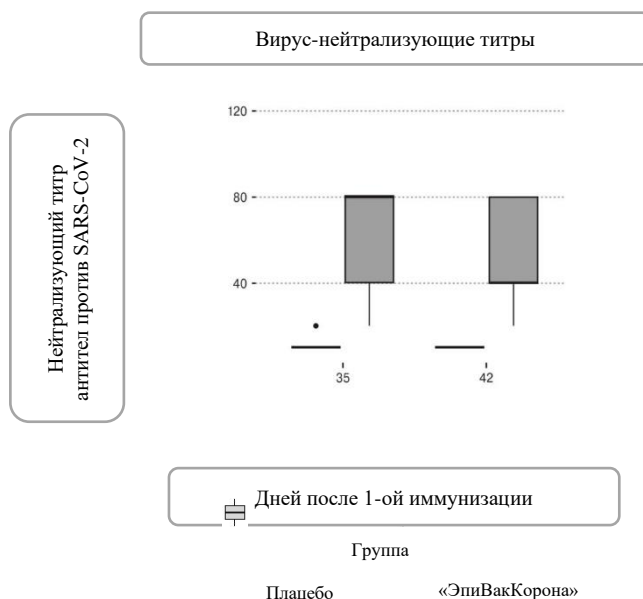 Вирус-нейтрализующие титры
Нейтрализующий титр
антител против SARS-CoV-2
120
80
40
35
42
Дней после 1-ой иммунизации
Группа
Плацебо
«ЭпиВакКорона»